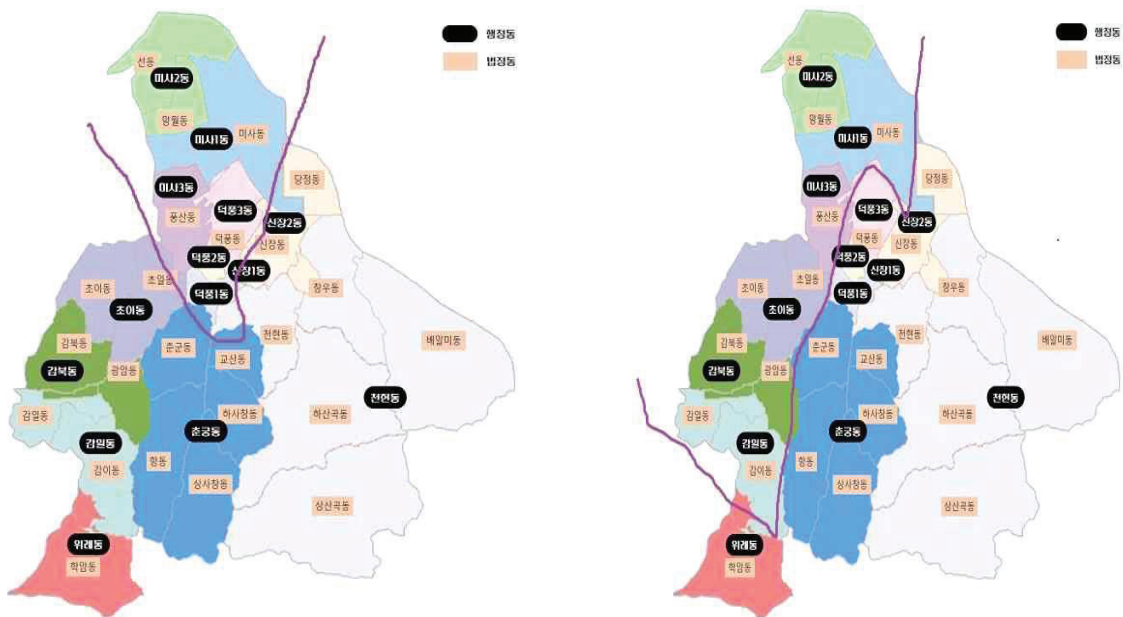 행정동
법정동
선동
미사2동
망월동
미사1동
미사동
미사3동
당정동
풍산동
덕풍3동
신장2동
덕풍동
신장동
덕풍2동
신장1동
초이동
초일동
덕풍1동
창우동
초이동
천현동
감북동
춘궁동
교산동
배알미동
광암동
감북동
천현동
감일동
하사창동
하산곡동
감일동
춘궁동
감이동
항동
상사창동
상산곡동
위례동
학암동
행정동
법정동
선동
미사2동
망월동
미사1동
미사동
미사3동
당정동
풍산동
덕풍3동
신장2동
덕풍동
신장동
덕풍2동
신장1동
초이동
초일동
덕풍1동
창우동
초이동
천현동
감북동
춘궁동
교산동
배알미동
광암동
감북동
천현동
감일동
하사창동
하산곡동
감일동
춘궁동
감이동
항동
상사창동
상산곡동
위례동
학암동